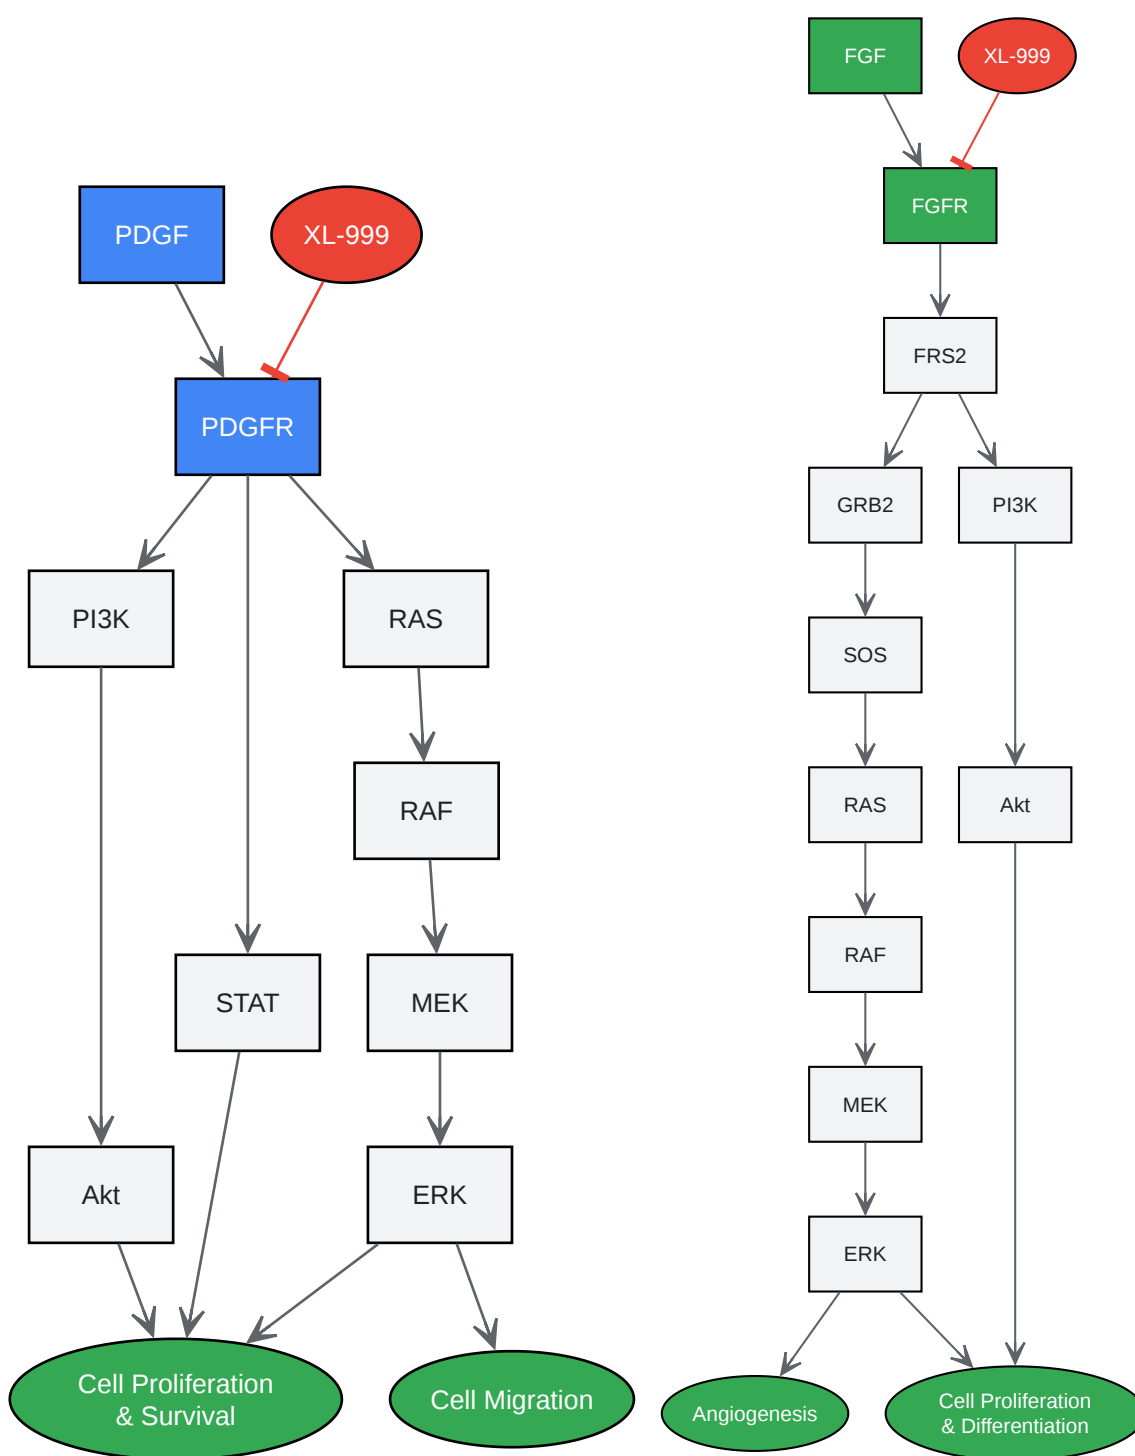 PDGF
XL-999
PDGFR
PI3K
RAS
RAF
STAT
MEK
Akt
ERK
Cell Proliferation
& Survival
Cell Migration
FGF
XL-999
FGFR
FRS2
GRB2
PI3K
SOS
RAS
Akt
RAF
MEK
ERK
Angiogenesis
Cell Proliferation
& Differentiation